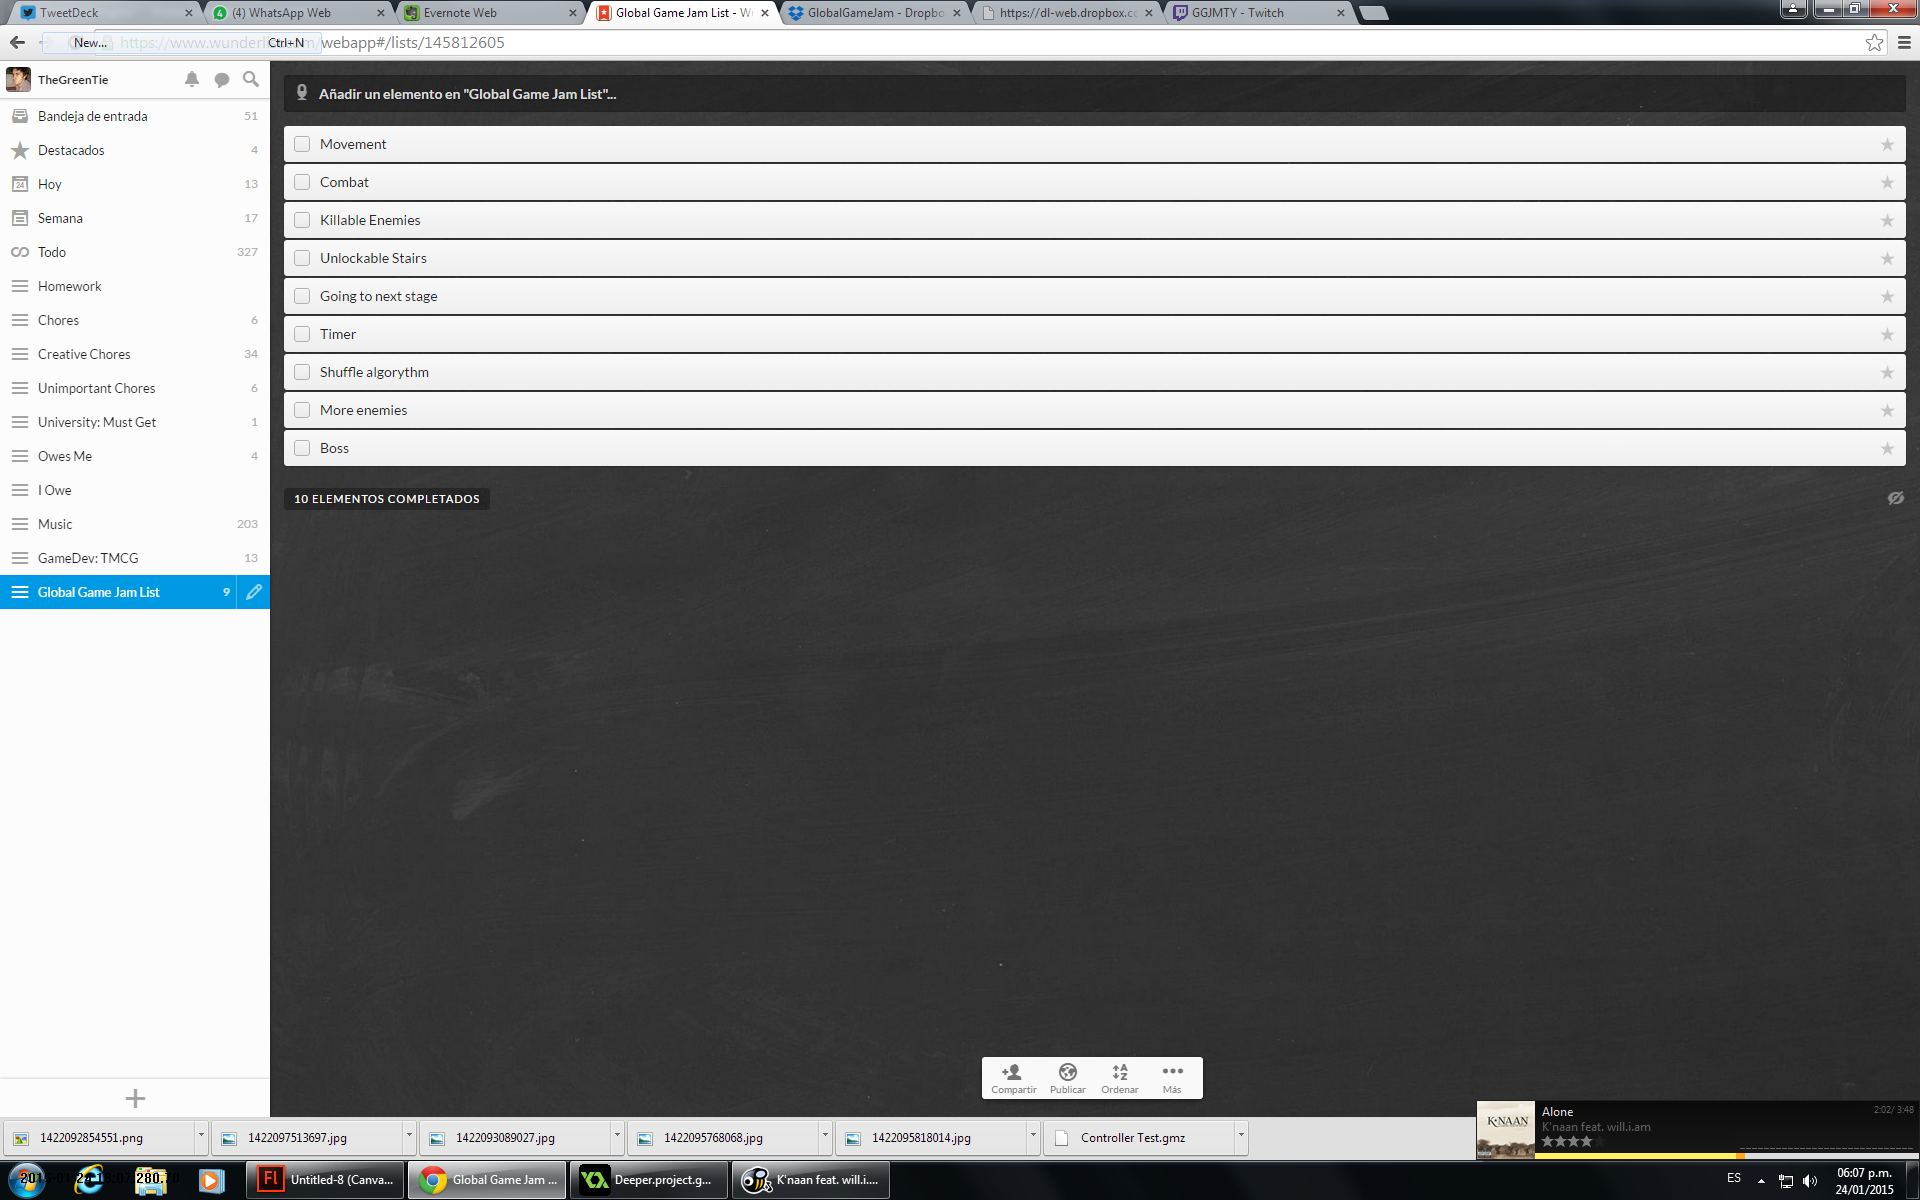 TweetDeck
(4) WhatsApp Web
Evernote Web
Global Game Jam List - W
GlobalGameJam - Dropbo
https://dl-web.dropbox.co
GGJMTY - Twitch
New... Ctrl+N
https://www.wunderli m/webapp#/lists/145812605
TheGreenTie
Bandeja de entrada 51
Destacados 4
24 Hoy 13
Semana 17
Todo 327
Homework
Chores 6
Creative Chores 34
Unimportant Chores 6
University: Must Get 1
Owes Me 4
I Owe
Music 203
GameDev: TMCG 13
Global Game Jam List 9
Añadir un elemento en "Global Game Jam List"...
Movement
Combat
Killable Enemies
Unlockable Stairs
Going to next stage
Timer
Shuffle algorythm
More enemies
Boss
10 ELEMENTOS COMPLETADOS
Compartir
Publicar
Ordenar
Más
1422092854551.png
1422097513697.jpg
1422093089027.jpg
1422095768068.jpg
1422095818014.jpg
Controller Test.gmz
K'NAAN
Alone 2:02/ 3:48
K'naan feat. will.i.am
Untitled-8 (Canva...
Global Game Jam ...
Deeper.project.g...
K'naan feat. will.i....
ES
06:07 p.m.
24/01/2015